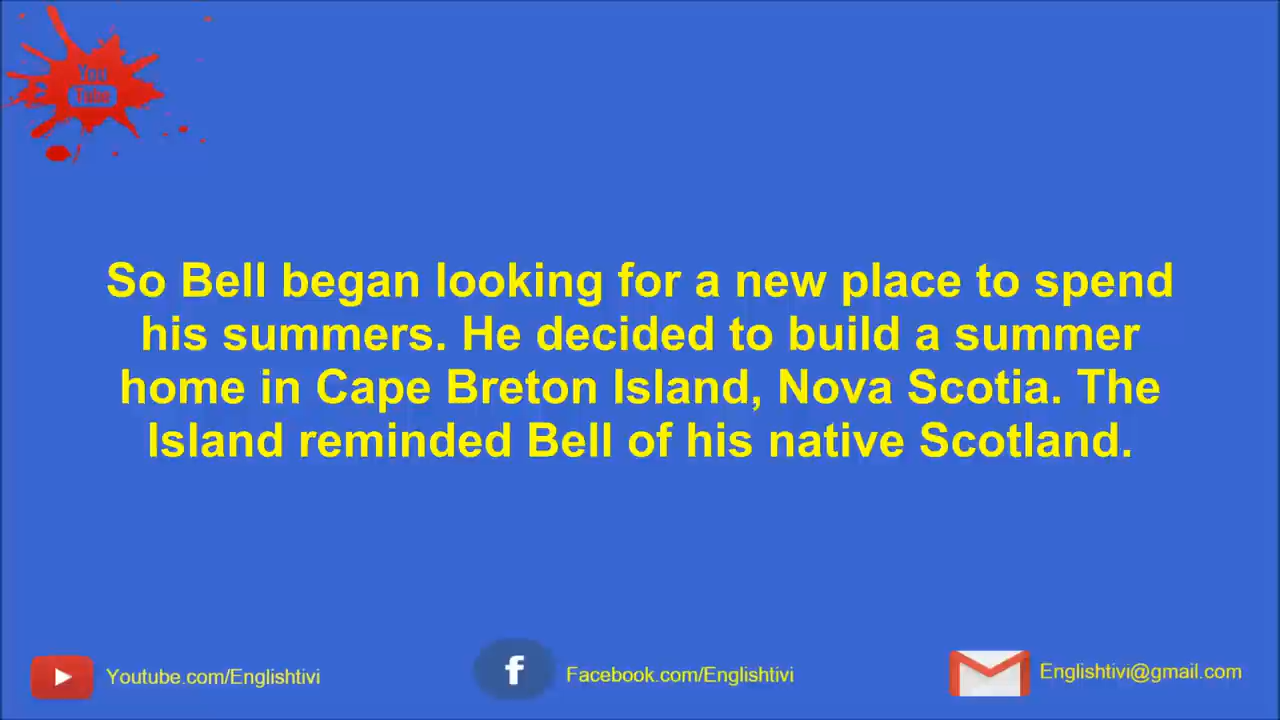 You
Tube
So Bell began looking for a new place to spend
his summers. He decided to build a summer
home in Cape Breton Island, Nova Scotia. The
Island reminded Bell of his native Scotland.
Youtube.com/Englishtivi
f
Facebook.com/Englishtivi
Englishtivi@gmail.com